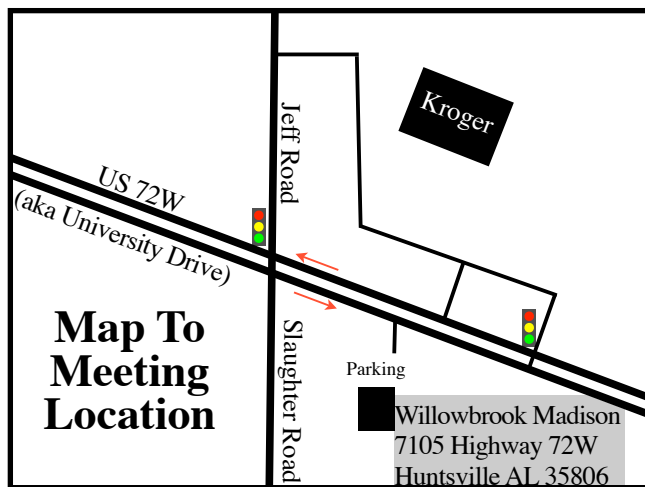 Jeff Road
Kroger
US 72W
(aka University Drive)
Map To
Meeting
Location
Slaughter Road
Parking
Willowbrook Madison
7105 Highway 72W
Huntsville AL 35806